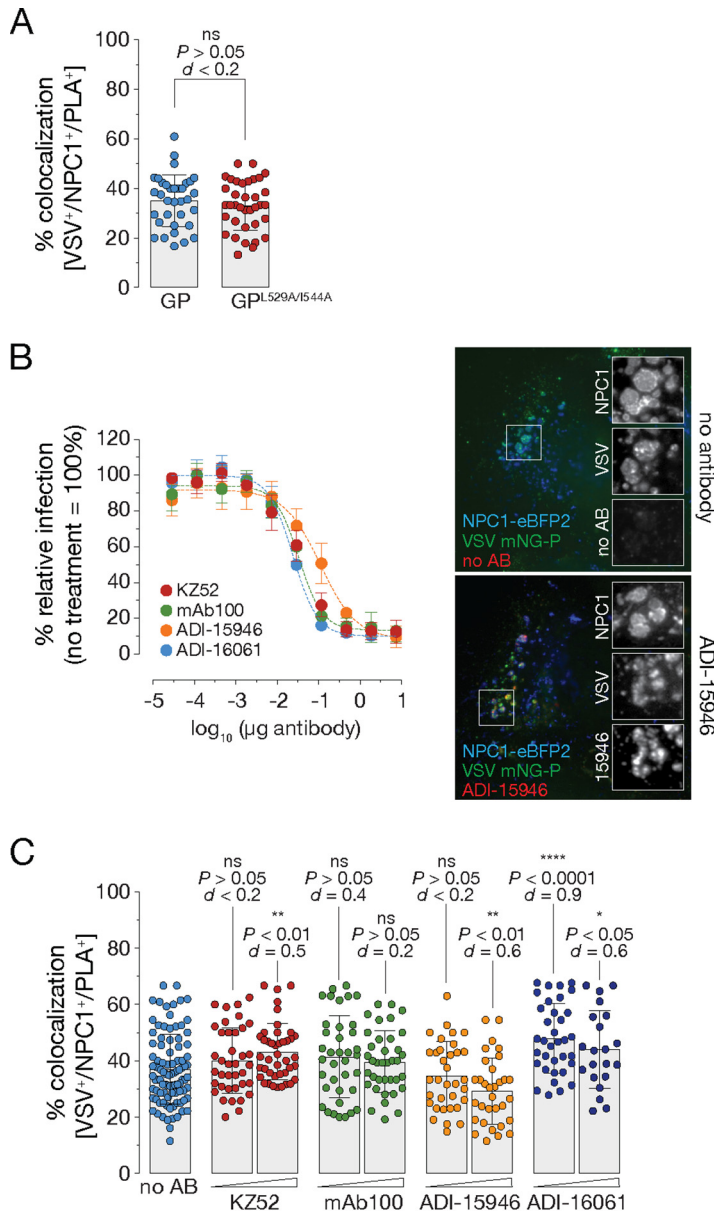 A
ns
P > 0.05
d < 0.2
% colocalization
[VSV+/NPC1+/PLA+]
100
80
60
40
20
0
GP
GP^L529A/I544A
B
% relative infection
(no treatment = 100%)
120
100
80
60
40
20
0
KZ52
mAb100
ADI-15946
ADI-16061
-5
-4
-3
-2
-1
0
1
log10 (µg antibody)
NPC1-eBFP2
VSV mNG-P
no AB
NPC1
VSV
no AB
no antibody
NPC1-eBFP2
VSV mNG-P
ADI-15946
NPC1
VSV
15946
ADI-15946
C
ns
P > 0.05
d < 0.2
**
P < 0.01
d = 0.5
ns
P > 0.05
d = 0.4
ns
P > 0.05
d = 0.2
ns
P > 0.05
d < 0.2
**
P < 0.01
d = 0.6
****
P < 0.0001
d = 0.9
*
P < 0.05
d = 0.6
% colocalization
[VSV+/NPC1+/PLA+]
100
80
60
40
20
0
no AB
KZ52
mAb100
ADI-15946
ADI-16061